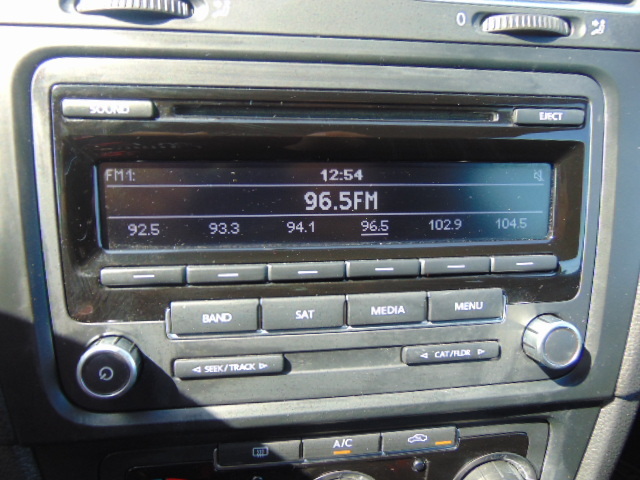 0
SOUND
EJECT
FM1: 12:54
96.5FM
92.5 93.3 94.1 96.5 102.9 104.5
BAND SAT MEDIA MENU
SEEK/TRACK CAT/FLDR
A/C